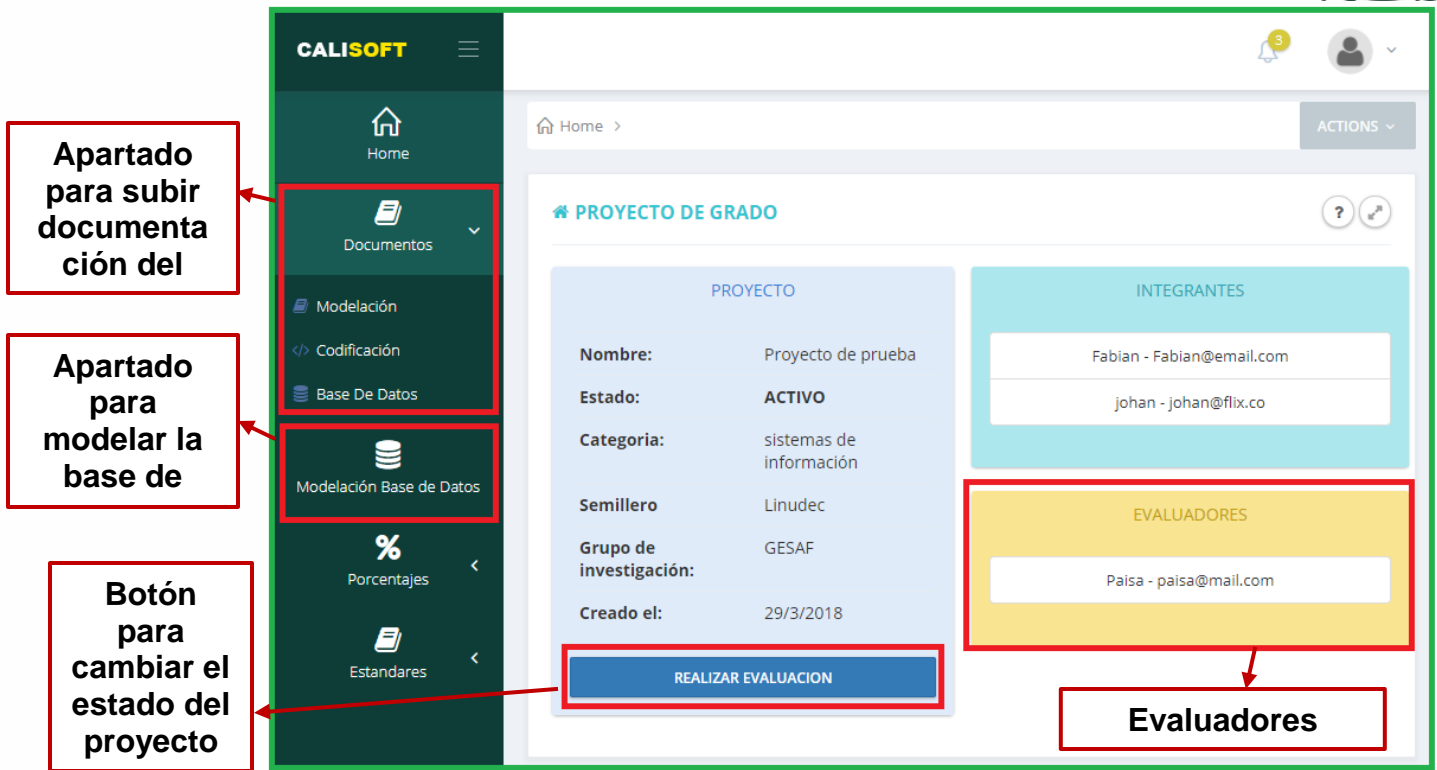 CALISOFT
3
Home
Home >
ACTIONS
Documentos
Modelación
</> Codificación
Base De Datos
Modelación Base de Datos
%
Porcentajes
Estandares
PROYECTO DE GRADO
?
PROYECTO
Nombre: Proyecto de prueba
Estado: ACTIVO
Categoria: sistemas de
información
Semillero Linudec
Grupo de GESAF
investigación:
Creado el: 29/3/2018
REALIZAR EVALUACION
INTEGRANTES
Fabian - Fabian@email.com
johan - johan@flix.co
EVALUADORES
Paisa - paisa@mail.com
Apartado
para subir
documenta
ción del
Apartado
para
modelar la
base de
Botón
para
cambiar el
estado del
proyecto
Evaluadores